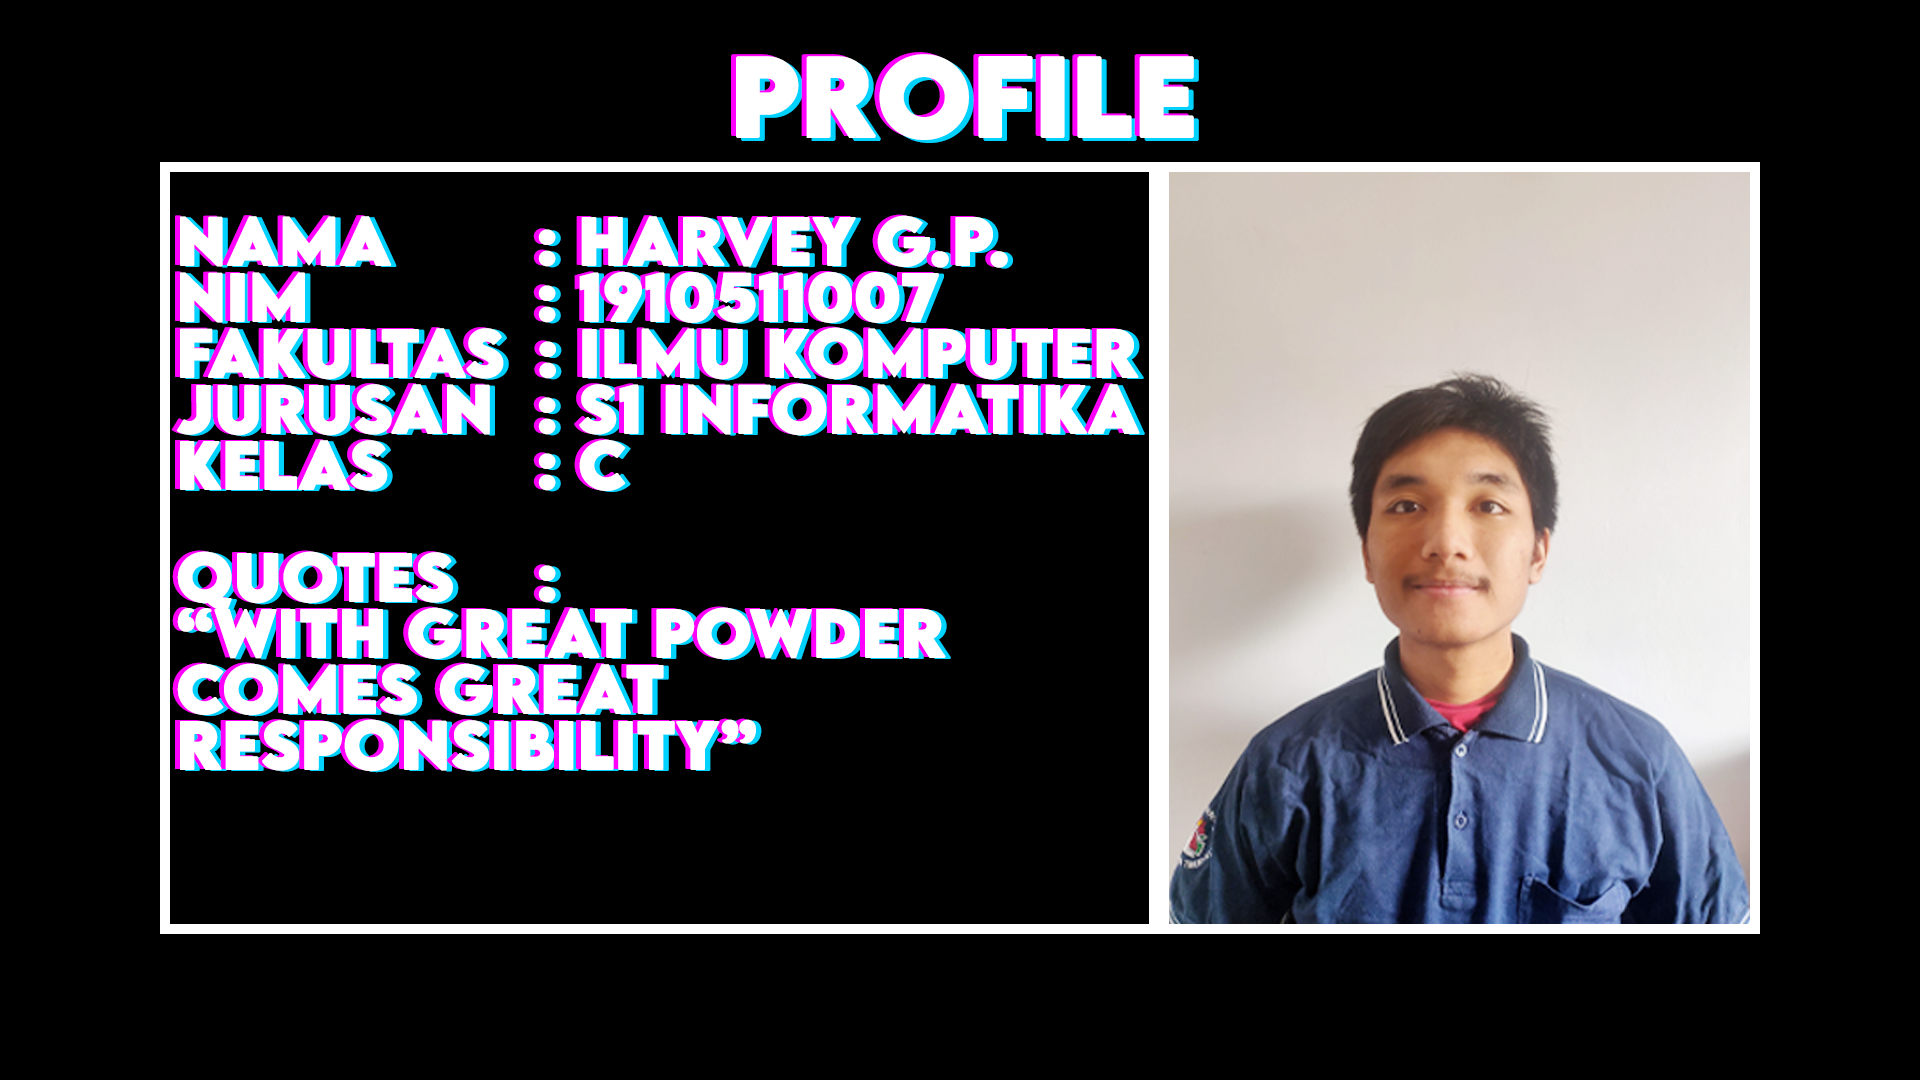 PROFILE
NAMA : HARVEY G.P.
NIM : 1910511007
FAKULTAS : ILMU KOMPUTER
JURUSAN : S1 INFORMATIKA
KELAS : C
QUOTES :
“WITH GREAT POWDER
COMES GREAT
RESPONSIBILITY”